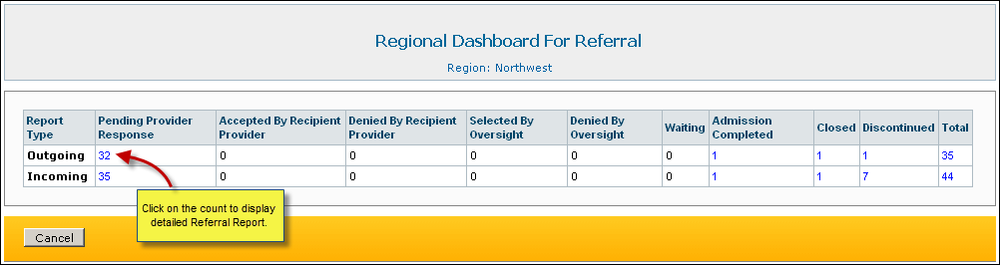 Regional Dashboard For Referral
Region: Northwest
Report Type Pending Provider Response Accepted By Recipient Provider Denied By Recipient Provider Selected By Oversight Denied By Oversight Waiting Admission Completed Closed Discontinued Total
Outgoing 32 0 0 0 0 0 1 1 1 35
Incoming 35 0 0 0 0 0 1 1 7 44
Click on the count to display
detailed Referral Report.
Cancel